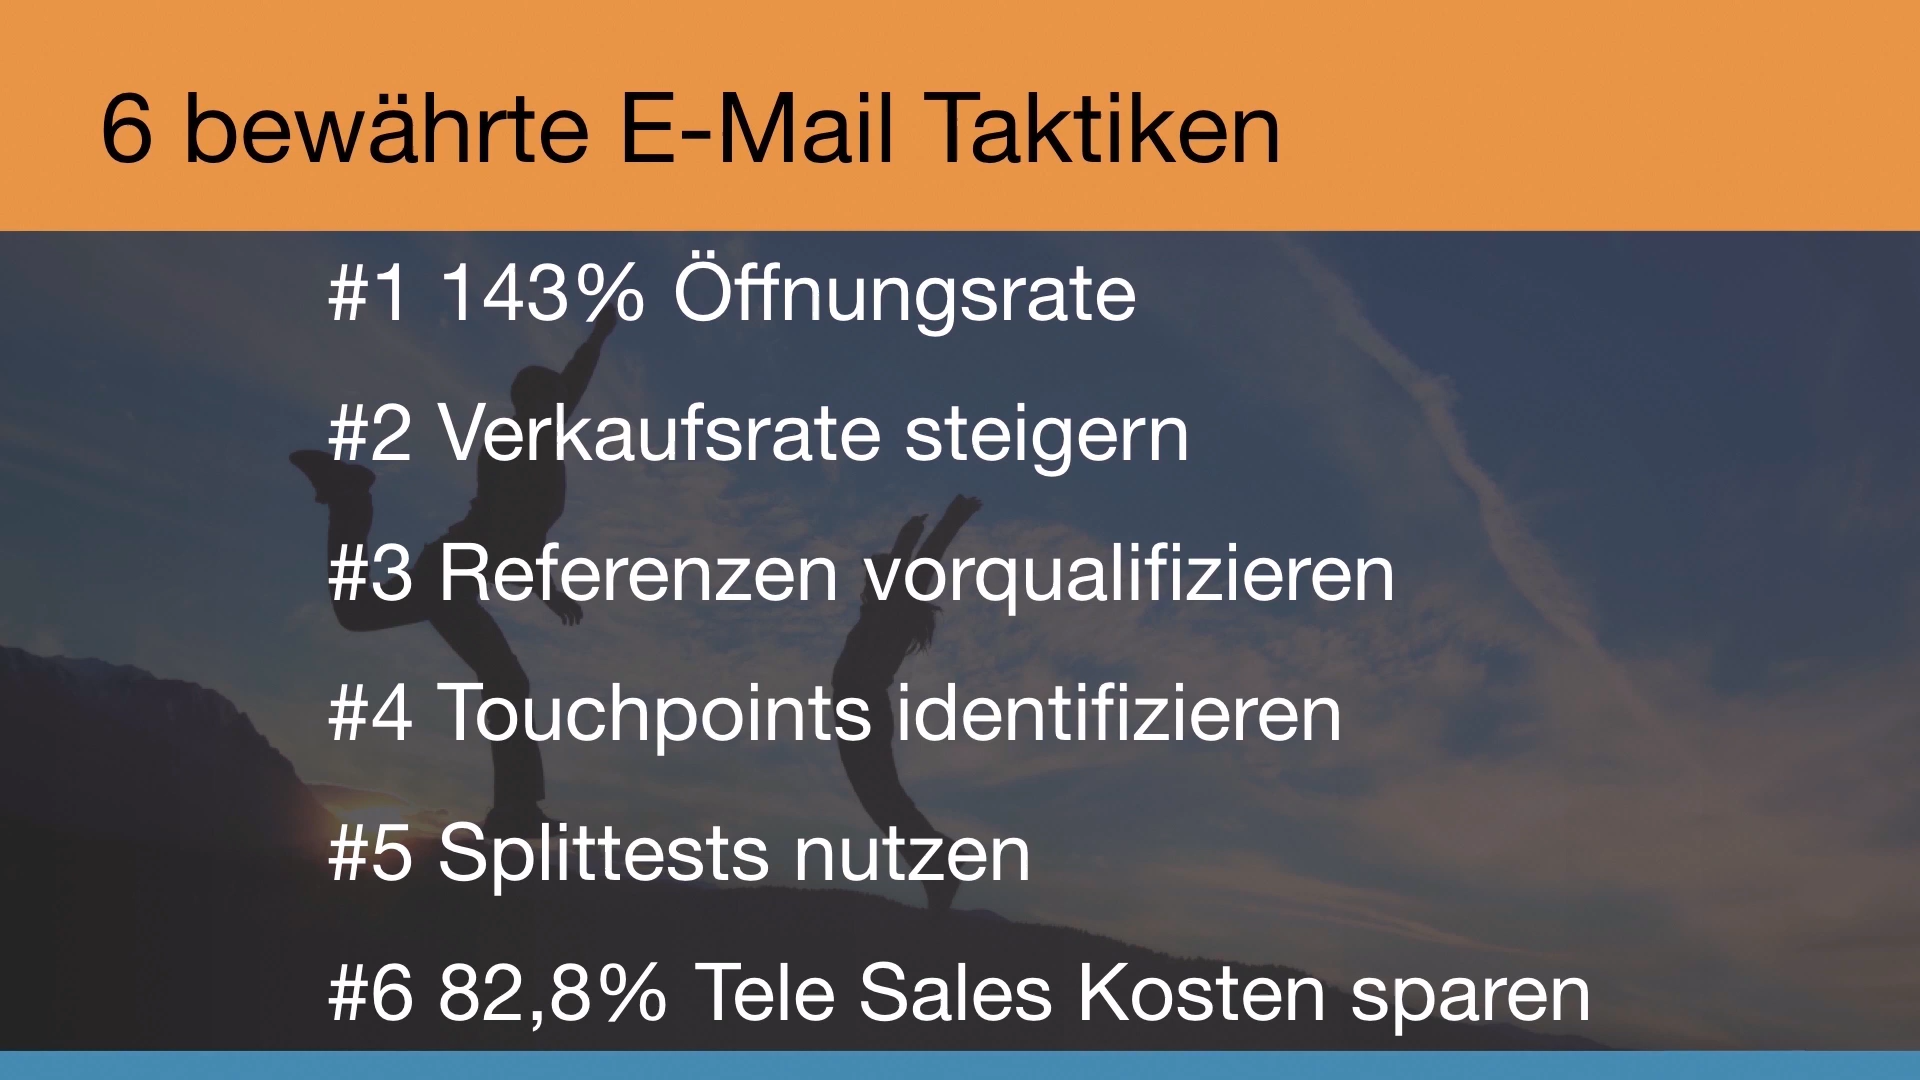 6 bewährte E-Mail Taktiken
#1 143% Öffnungsrate
#2 Verkaufsrate steigern
#3 Referenzen vorqualifizieren
#4 Touchpoints identifizieren
#5 Splittests nutzen
#6 82,8% Tele Sales Kosten sparen